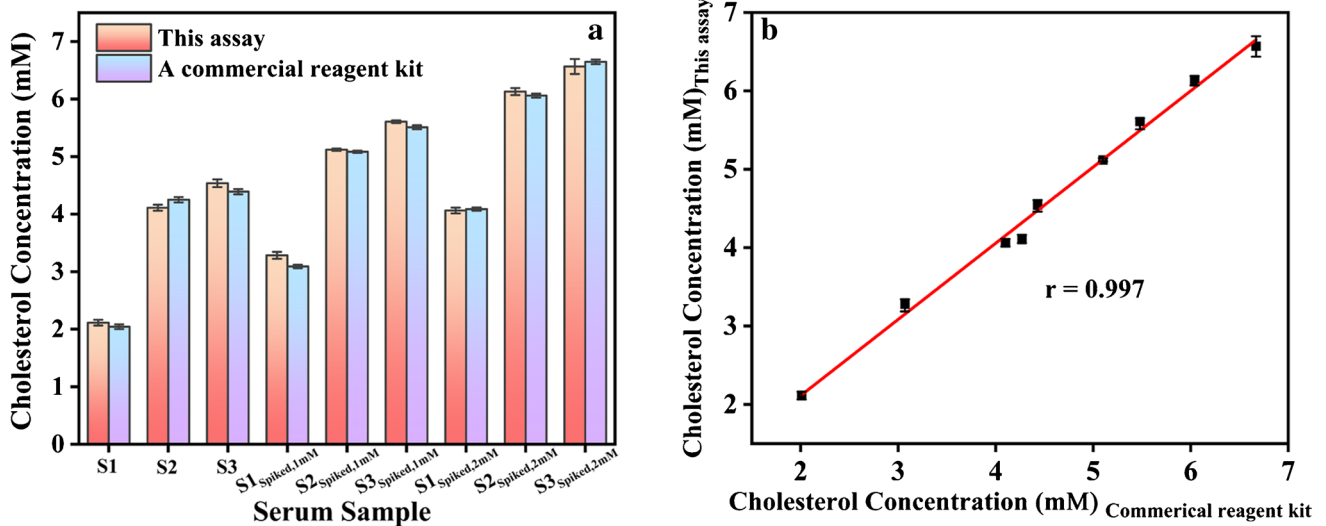 a
This assay
A commercial reagent kit
Cholesterol Concentration (mM)
7
6
5
4
3
2
1
0
S1 S2 S3 S1Spiked,1mM S2Spiked,1mM S3Spiked,1mM S1Spiked,2mM S2Spiked,2mM S3Spiked,2mM
Serum Sample
b
Cholesterol Concentration (mM)This assay
7
6
5
4
3
2
r = 0.997
2 3 4 5 6 7
Cholesterol Concentration (mM) Commerical reagent kit